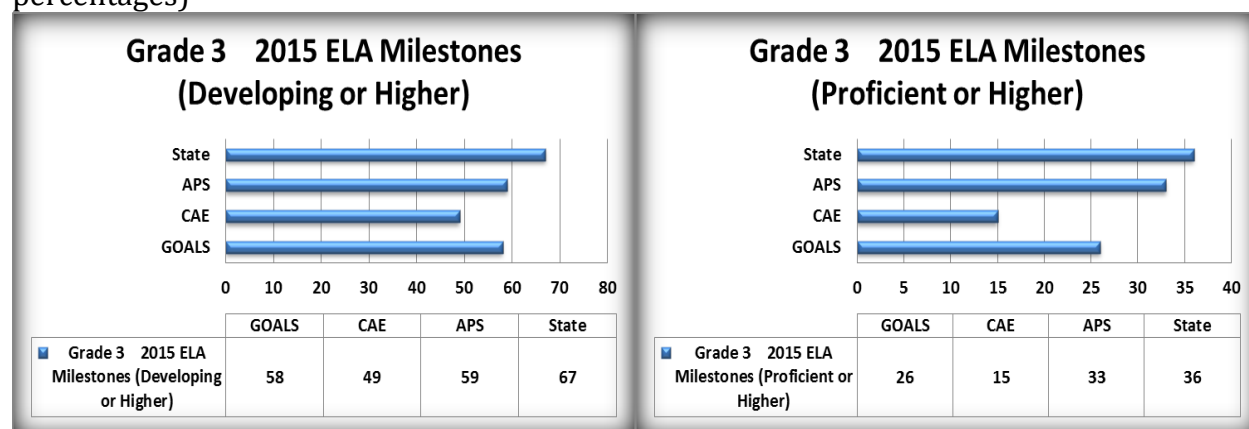 percentages)
Grade 3 2015 ELA Milestones
(Developing or Higher)
State
APS
CAE
GOALS
0 10 20 30 40 50 60 70 80
GOALS CAE APS State
Grade 3 2015 ELA
Milestones (Developing
or Higher)
58 49 59 67
Grade 3 2015 ELA Milestones
(Proficient or Higher)
State
APS
CAE
GOALS
0 5 10 15 20 25 30 35 40
GOALS CAE APS State
Grade 3 2015 ELA
Milestones (Proficient or
Higher)
26 15 33 36